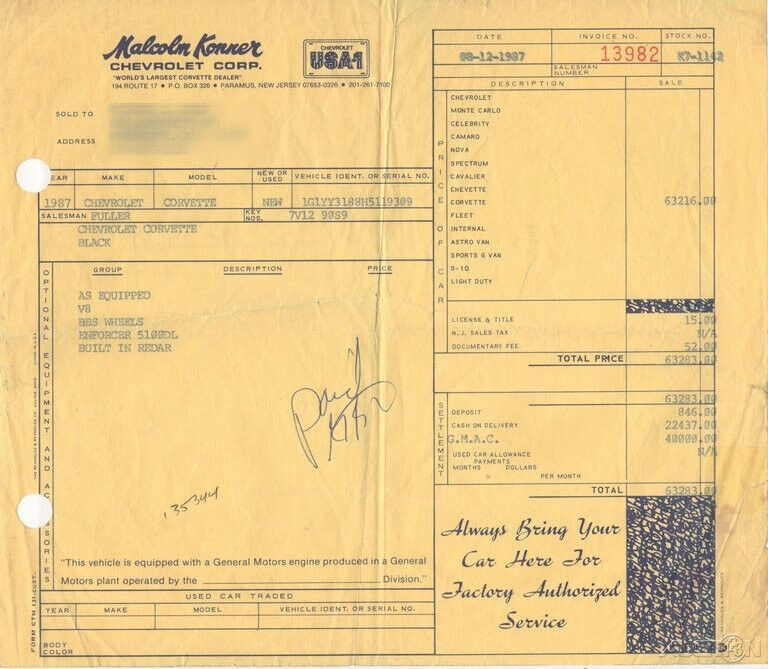 Malcolm Konner
CHEVROLET CORP.
"WORLD'S LARGEST CORVETTE DEALER"
194 ROUTE 17 • P.O. BOX 326 • PARAMUS, NEW JERSEY 07653-0326 • 201-261-7100
CHEVROLET
USA-1
DATE INVOICE NO. STOCK NO.
08-12-1987 13982 K7-1142
SALESMAN NUMBER
SOLD TO
ADDRESS
YEAR MAKE MODEL NEW OR USED VEHICLE IDENT. OR SERIAL NO.
1987 CHEVROLET CORVETTE NEW 1G1YY3188H5119309
SALESMAN FULLER KEY NOS. 7V12 90S9
CHEVROLET CORVETTE
BLACK
OPTIONAL EQUIPMENT AND ACCESSORIES
GROUP DESCRIPTION PRICE
AS EQUIPPED
V8
BBS WHEELS
ENFORCER 5100DL
BUILT IN REDAR
paid
.35344
"This vehicle is equipped with a General Motors engine produced in a General
Motors plant operated by the Division."
USED CAR TRADED
YEAR MAKE MODEL VEHICLE IDENT. OR SERIAL NO.
BODY COLOR
FORM CTM 131-CUST.
DESCRIPTION SALE
PRICE OF CAR
CHEVROLET
MONTE CARLO
CELEBRITY
CAMARO
NOVA
SPECTRUM
CAVALIER
CHEVETTE
CORVETTE 63216.00
FLEET
INTERNAL
ASTRO VAN
SPORTS G VAN
S-10
LIGHT DUTY
LICENSE & TITLE 15.00
N.J. SALES TAX N/A
DOCUMENTARY FEE 52.00
TOTAL PRICE 63283.00
63283.00
SETTLEMENT
DEPOSIT 846.00
CASH ON DELIVERY 22437.00
G.M.A.C. 40000.00
USED CAR ALLOWANCE N/A
PAYMENTS
MONTHS DOLLARS
PER MONTH
TOTAL 63283.00
Always Bring Your
Car Here For
Factory Authorized
Service